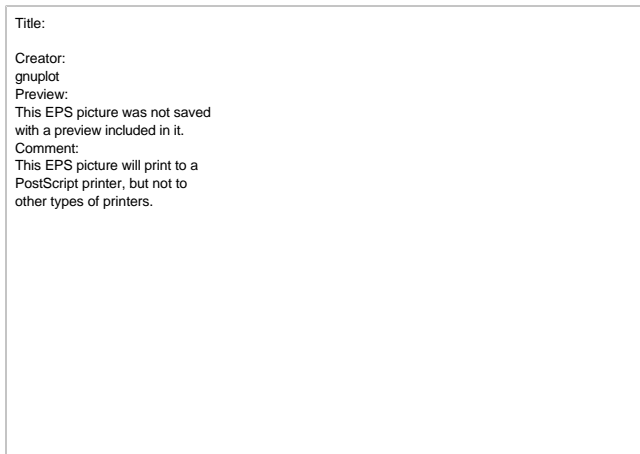 Title:
Creator:
gnuplot
Preview:
This EPS picture was not saved
with a preview included in it.
Comment:
This EPS picture will print to a
PostScript printer, but not to
other types of printers.